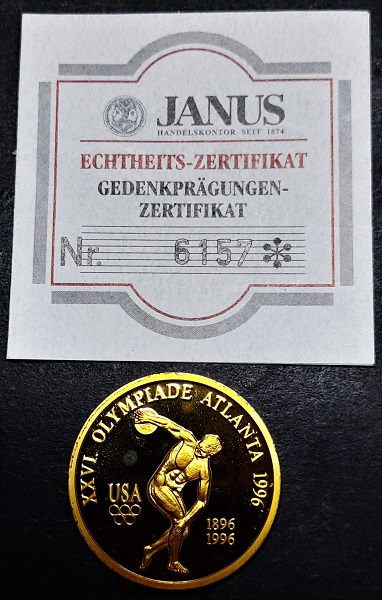 JANUS
HANDELSKONTOR SEIT 1874
ECHTHEITS-ZERTIFIKAT
GEDENKPRÄGUNGEN-
ZERTIFIKAT
Nr. 6157
XXVI. OLYMPIADE ATLANTA 1996
USA
1896
1996